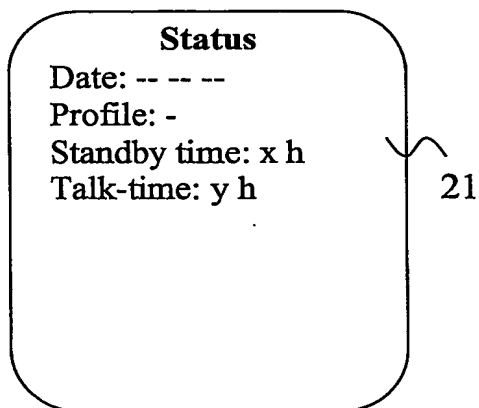 Status
Date: -- -- --
Profile: -
Standby time: x h
Talk-time: y h
21